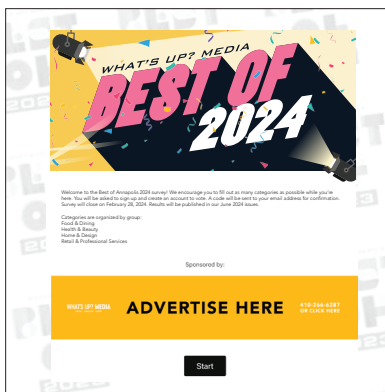 WHAT'S UP? MEDIA
BEST OF
2024
Welcome to the Best of Annapolis 2024 survey! We encourage you to fill out as many categories as possible while you're
here. You will be asked to sign up and create an account to vote. A code will be sent to your email address for confirmation.
Survey will close on February 28, 2024. Results will be published in our June 2024 issues.
Categories are organized by group:
Food & Dining
Health & Beauty
Home & Design
Retail & Professional Services
Sponsored by:
WHAT'S UP? MEDIA
ADVERTISE HERE
410-266-6287
OR CLICK HERE
Start